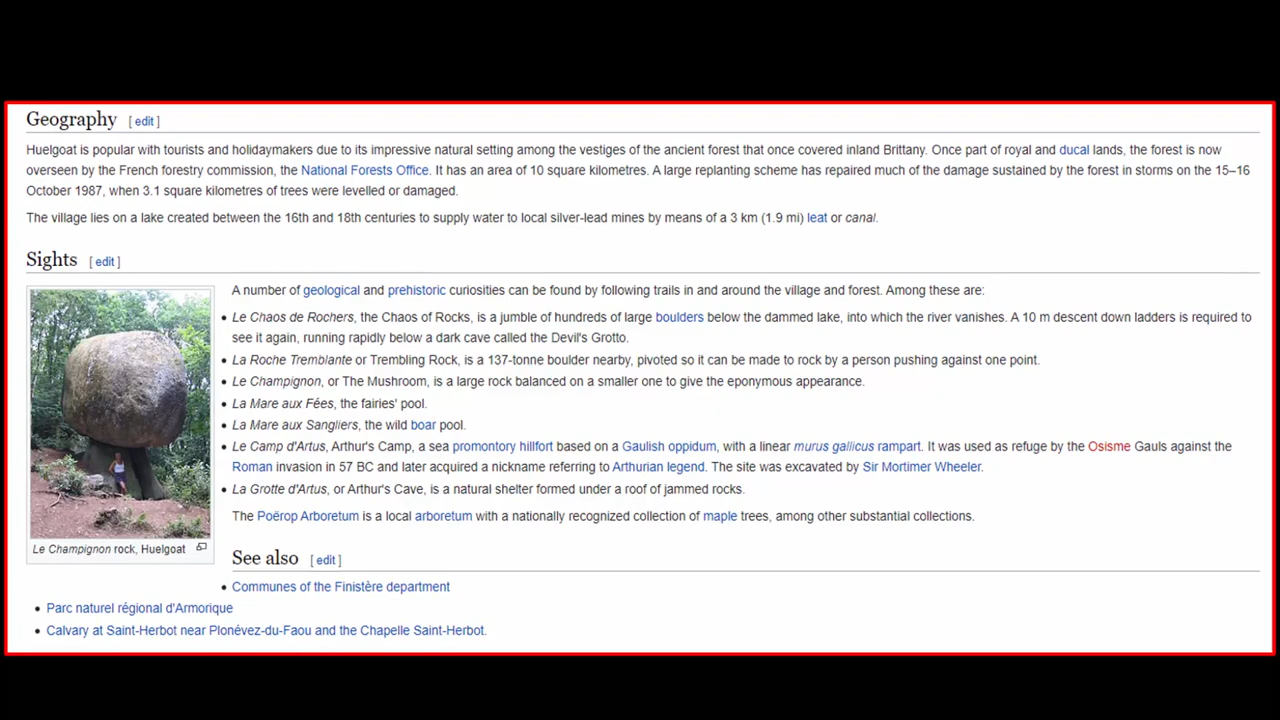 Geography [ edit ]
Huelgoat is popular with tourists and holidaymakers due to its impressive natural setting among the vestiges of the ancient forest that once covered inland Brittany. Once part of royal and ducal lands, the forest is now
overseen by the French forestry commission, the National Forests Office. It has an area of 10 square kilometres. A large replanting scheme has repaired much of the damage sustained by the forest in storms on the 15–16
October 1987, when 3.1 square kilometres of trees were levelled or damaged.
The village lies on a lake created between the 16th and 18th centuries to supply water to local silver-lead mines by means of a 3 km (1.9 mi) leat or canal.
Sights [ edit ]
A number of geological and prehistoric curiosities can be found by following trails in and around the village and forest. Among these are:
• Le Chaos de Rochers, the Chaos of Rocks, is a jumble of hundreds of large boulders below the dammed lake, into which the river vanishes. A 10 m descent down ladders is required to
see it again, running rapidly below a dark cave called the Devil's Grotto.
• La Roche Tremblante or Trembling Rock, is a 137-tonne boulder nearby, pivoted so it can be made to rock by a person pushing against one point.
• Le Champignon, or The Mushroom, is a large rock balanced on a smaller one to give the eponymous appearance.
• La Mare aux Fées, the fairies' pool.
• La Mare aux Sangliers, the wild boar pool.
• Le Camp d'Artus, Arthur's Camp, a sea promontory hillfort based on a Gaulish oppidum, with a linear murus gallicus rampart. It was used as refuge by the Osisme Gauls against the
Roman invasion in 57 BC and later acquired a nickname referring to Arthurian legend. The site was excavated by Sir Mortimer Wheeler.
• La Grotte d'Artus, or Arthur's Cave, is a natural shelter formed under a roof of jammed rocks.
The Poërop Arboretum is a local arboretum with a nationally recognized collection of maple trees, among other substantial collections.
Le Champignon rock, Huelgoat
See also [ edit ]
• Communes of the Finistère department
• Parc naturel régional d'Armorique
• Calvary at Saint-Herbot near Plonévez-du-Faou and the Chapelle Saint-Herbot.